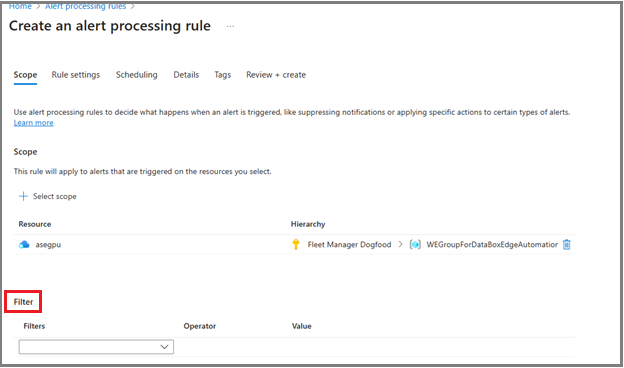 Home > Alert processing rules >
Create an alert processing rule ...
Scope Rule settings Scheduling Details Tags Review + create
Use alert processing rules to decide what happens when an alert is triggered, like suppressing notifications or applying specific actions to certain types of alerts.
Learn more
Scope
This rule will apply to alerts that are triggered on the resources you select.
+ Select scope
Resource Hierarchy
asegpu Fleet Manager Dogfood > WEGroupForDataBoxEdgeAutomation
Filter
Filters Operator Value